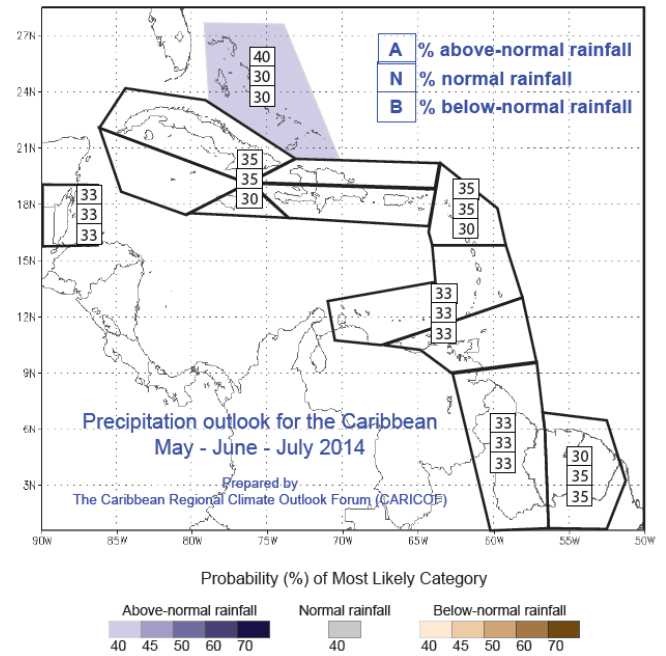 27N
24N
21N
18N
15N
12N
9N
6N
3N
A % above-normal rainfall
N % normal rainfall
B % below-normal rainfall
40
30
30
35
35
30
35
35
30
33
33
33
33
33
33
33
33
33
30
35
35
Precipitation outlook for the Caribbean
May - June - July 2014
Prepared by
The Caribbean Regional Climate Outlook Forum (CARICOF)
90W 85W 80W 75W 70W 65W 60W 55W 50W
Probability (%) of Most Likely Category
Above-normal rainfall Normal rainfall Below-normal rainfall
40 45 50 60 70 40 40 45 50 60 70